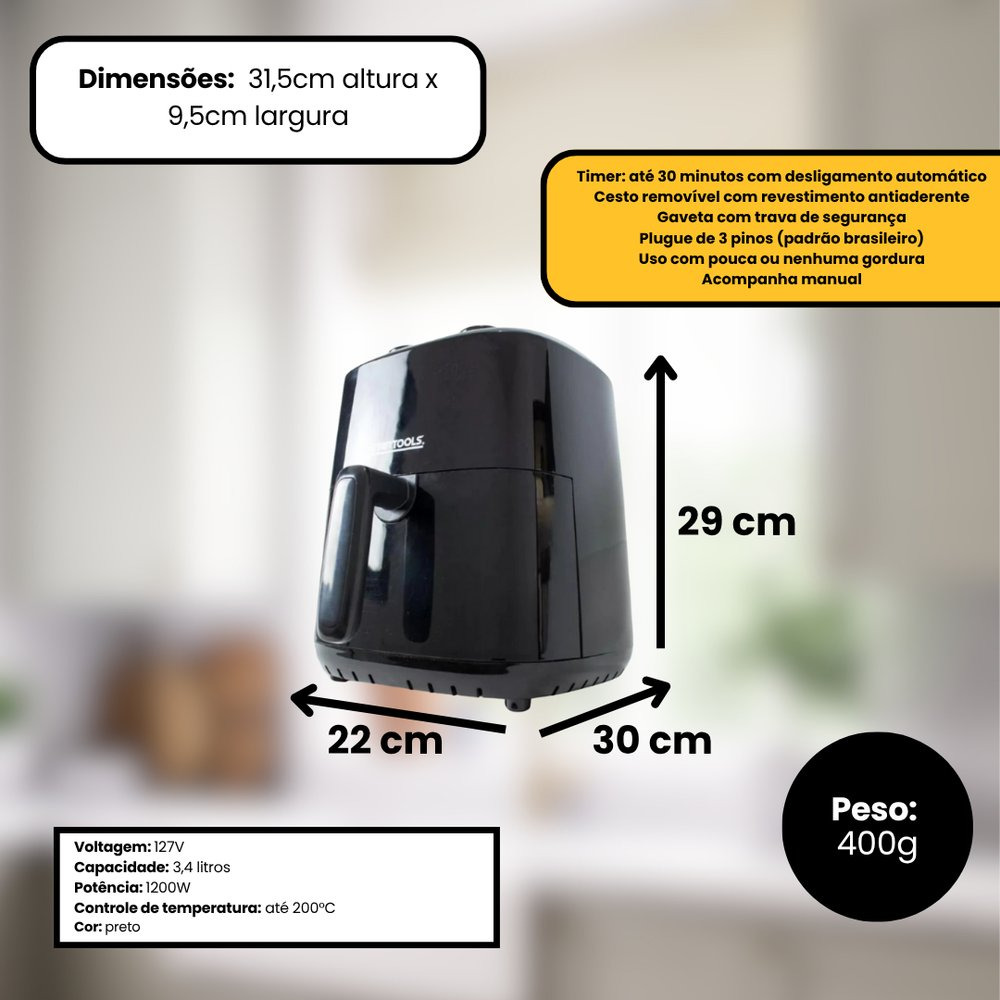 Dimensões: 31,5cm altura x
9,5cm largura
Timer: até 30 minutos com desligamento automático
Cesto removível com revestimento antiaderente
Gaveta com trava de segurança
Plugue de 3 pinos (padrão brasileiro)
Uso com pouca ou nenhuma gordura
Acompanha manual
29 cm
22 cm
30 cm
Peso:
400g
Voltagem: 127V
Capacidade: 3,4 litros
Potência: 1200W
Controle de temperatura: até 200°C
Cor: preto